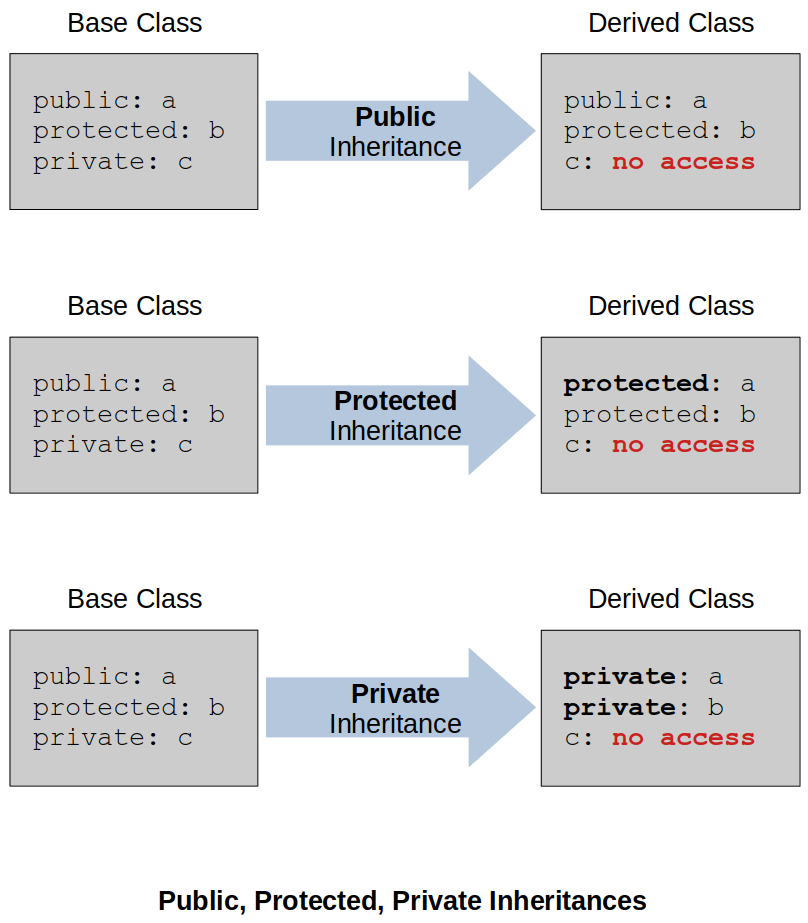 Base Class
Derived Class
public: a
protected: b
private: c
Public
Inheritance
public: a
protected: b
c: no access
Base Class
Derived Class
public: a
protected: b
private: c
Protected
Inheritance
protected: a
protected: b
c: no access
Base Class
Derived Class
public: a
protected: b
private: c
Private
Inheritance
private: a
private: b
c: no access
Public, Protected, Private Inheritances